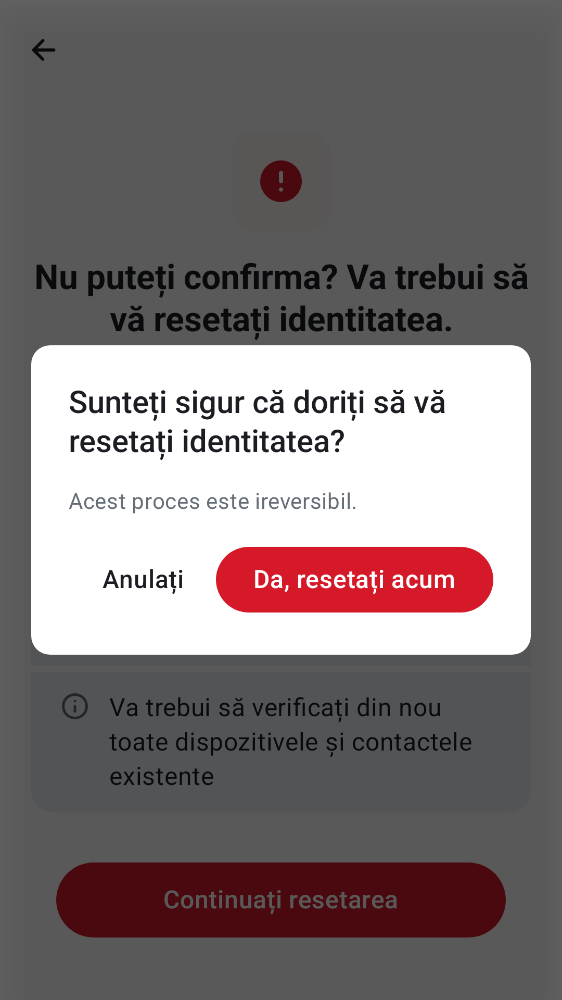 Nu puteți confirma? Va trebui să
vă resetați identitatea.
Sunteți sigur că doriți să vă
resetați identitatea?
Acest proces este ireversibil.
Anulați
Da, resetați acum
Va trebui să verificați din nou
toate dispozitivele și contactele
existente
Continuați resetarea